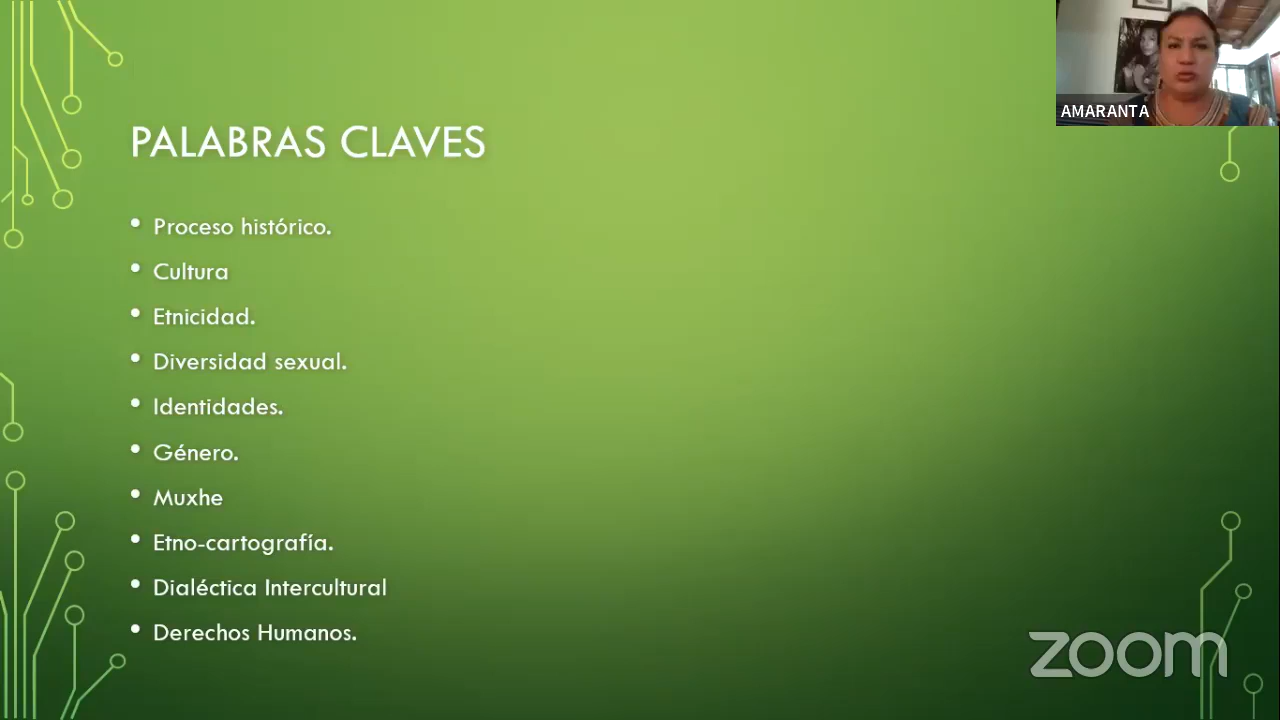 AMARANTA
PALABRAS CLAVES
• Proceso histórico.
• Cultura
• Etnicidad.
• Diversidad sexual.
• Identidades.
• Género.
• Muxhe
• Etno-cartografía.
• Dialéctica Intercultural
• Derechos Humanos.
zoom